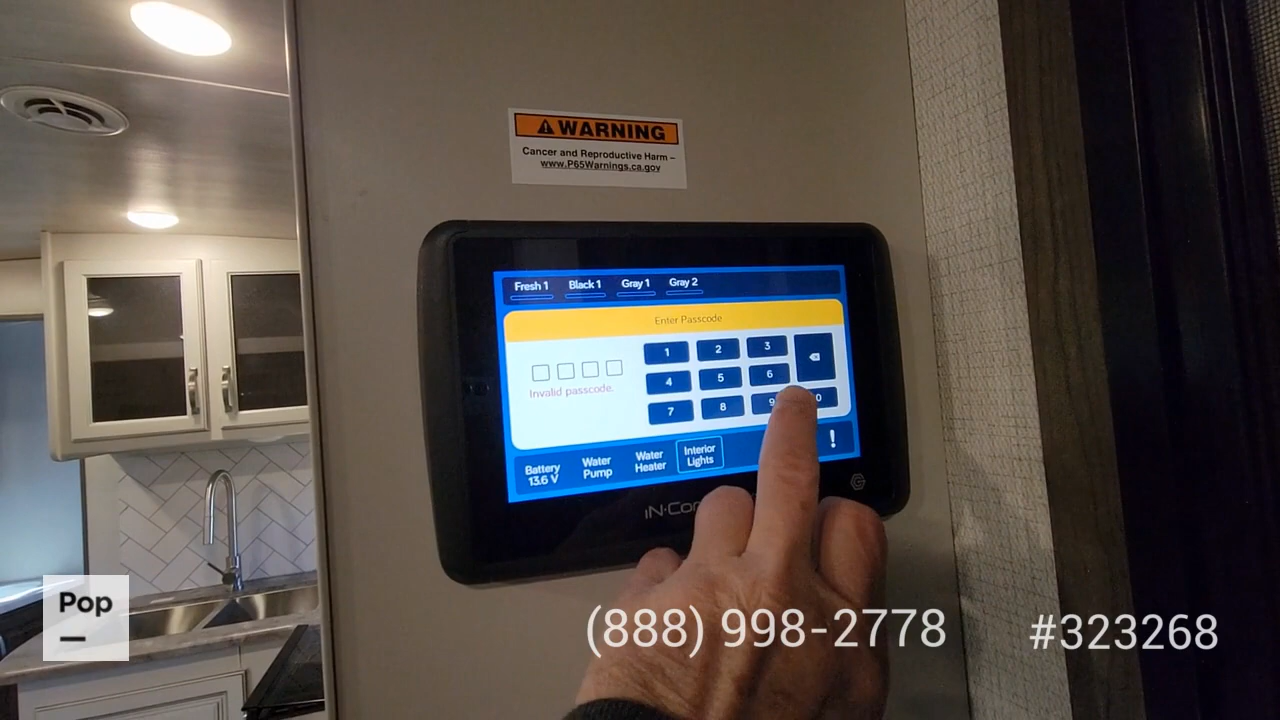 WARNING
Cancer and Reproductive Harm –
www.P65Warnings.ca.gov
Fresh 1 Black 1 Gray 1 Gray 2
Enter Passcode
1 2 3
Invalid passcode.
4 5 6
7 8 9 0
Battery
13.6 V
Water
Pump
Water
Heater
Interior
Lights
!
Pop
(888) 998-2778
#323268